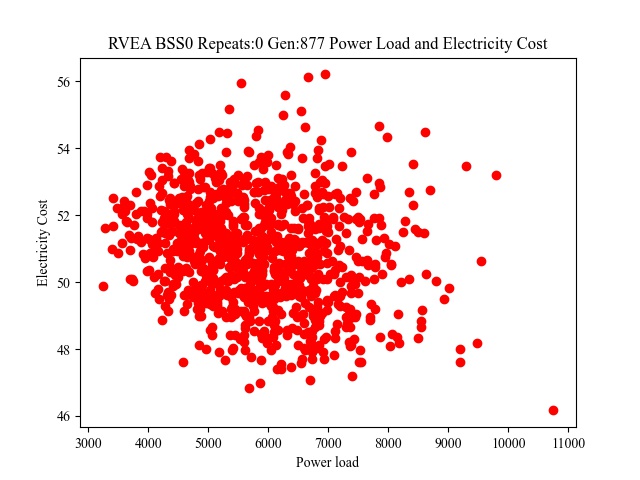 RVEA BSS0 Repeats:0 Gen:877 Power Load and Electricity Cost
56
54
52
50
48
46
Electricity Cost
3000 4000 5000 6000 7000 8000 9000 10000 11000
Power load